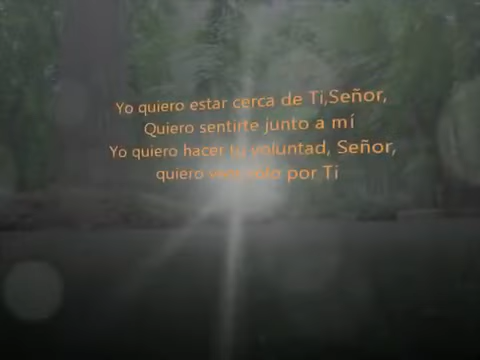 Yo quiero estar cerca de Ti,Señor,
Quiero sentirte junto a mí
Yo quiero hacer tu voluntad, Señor,
quiero por Ti